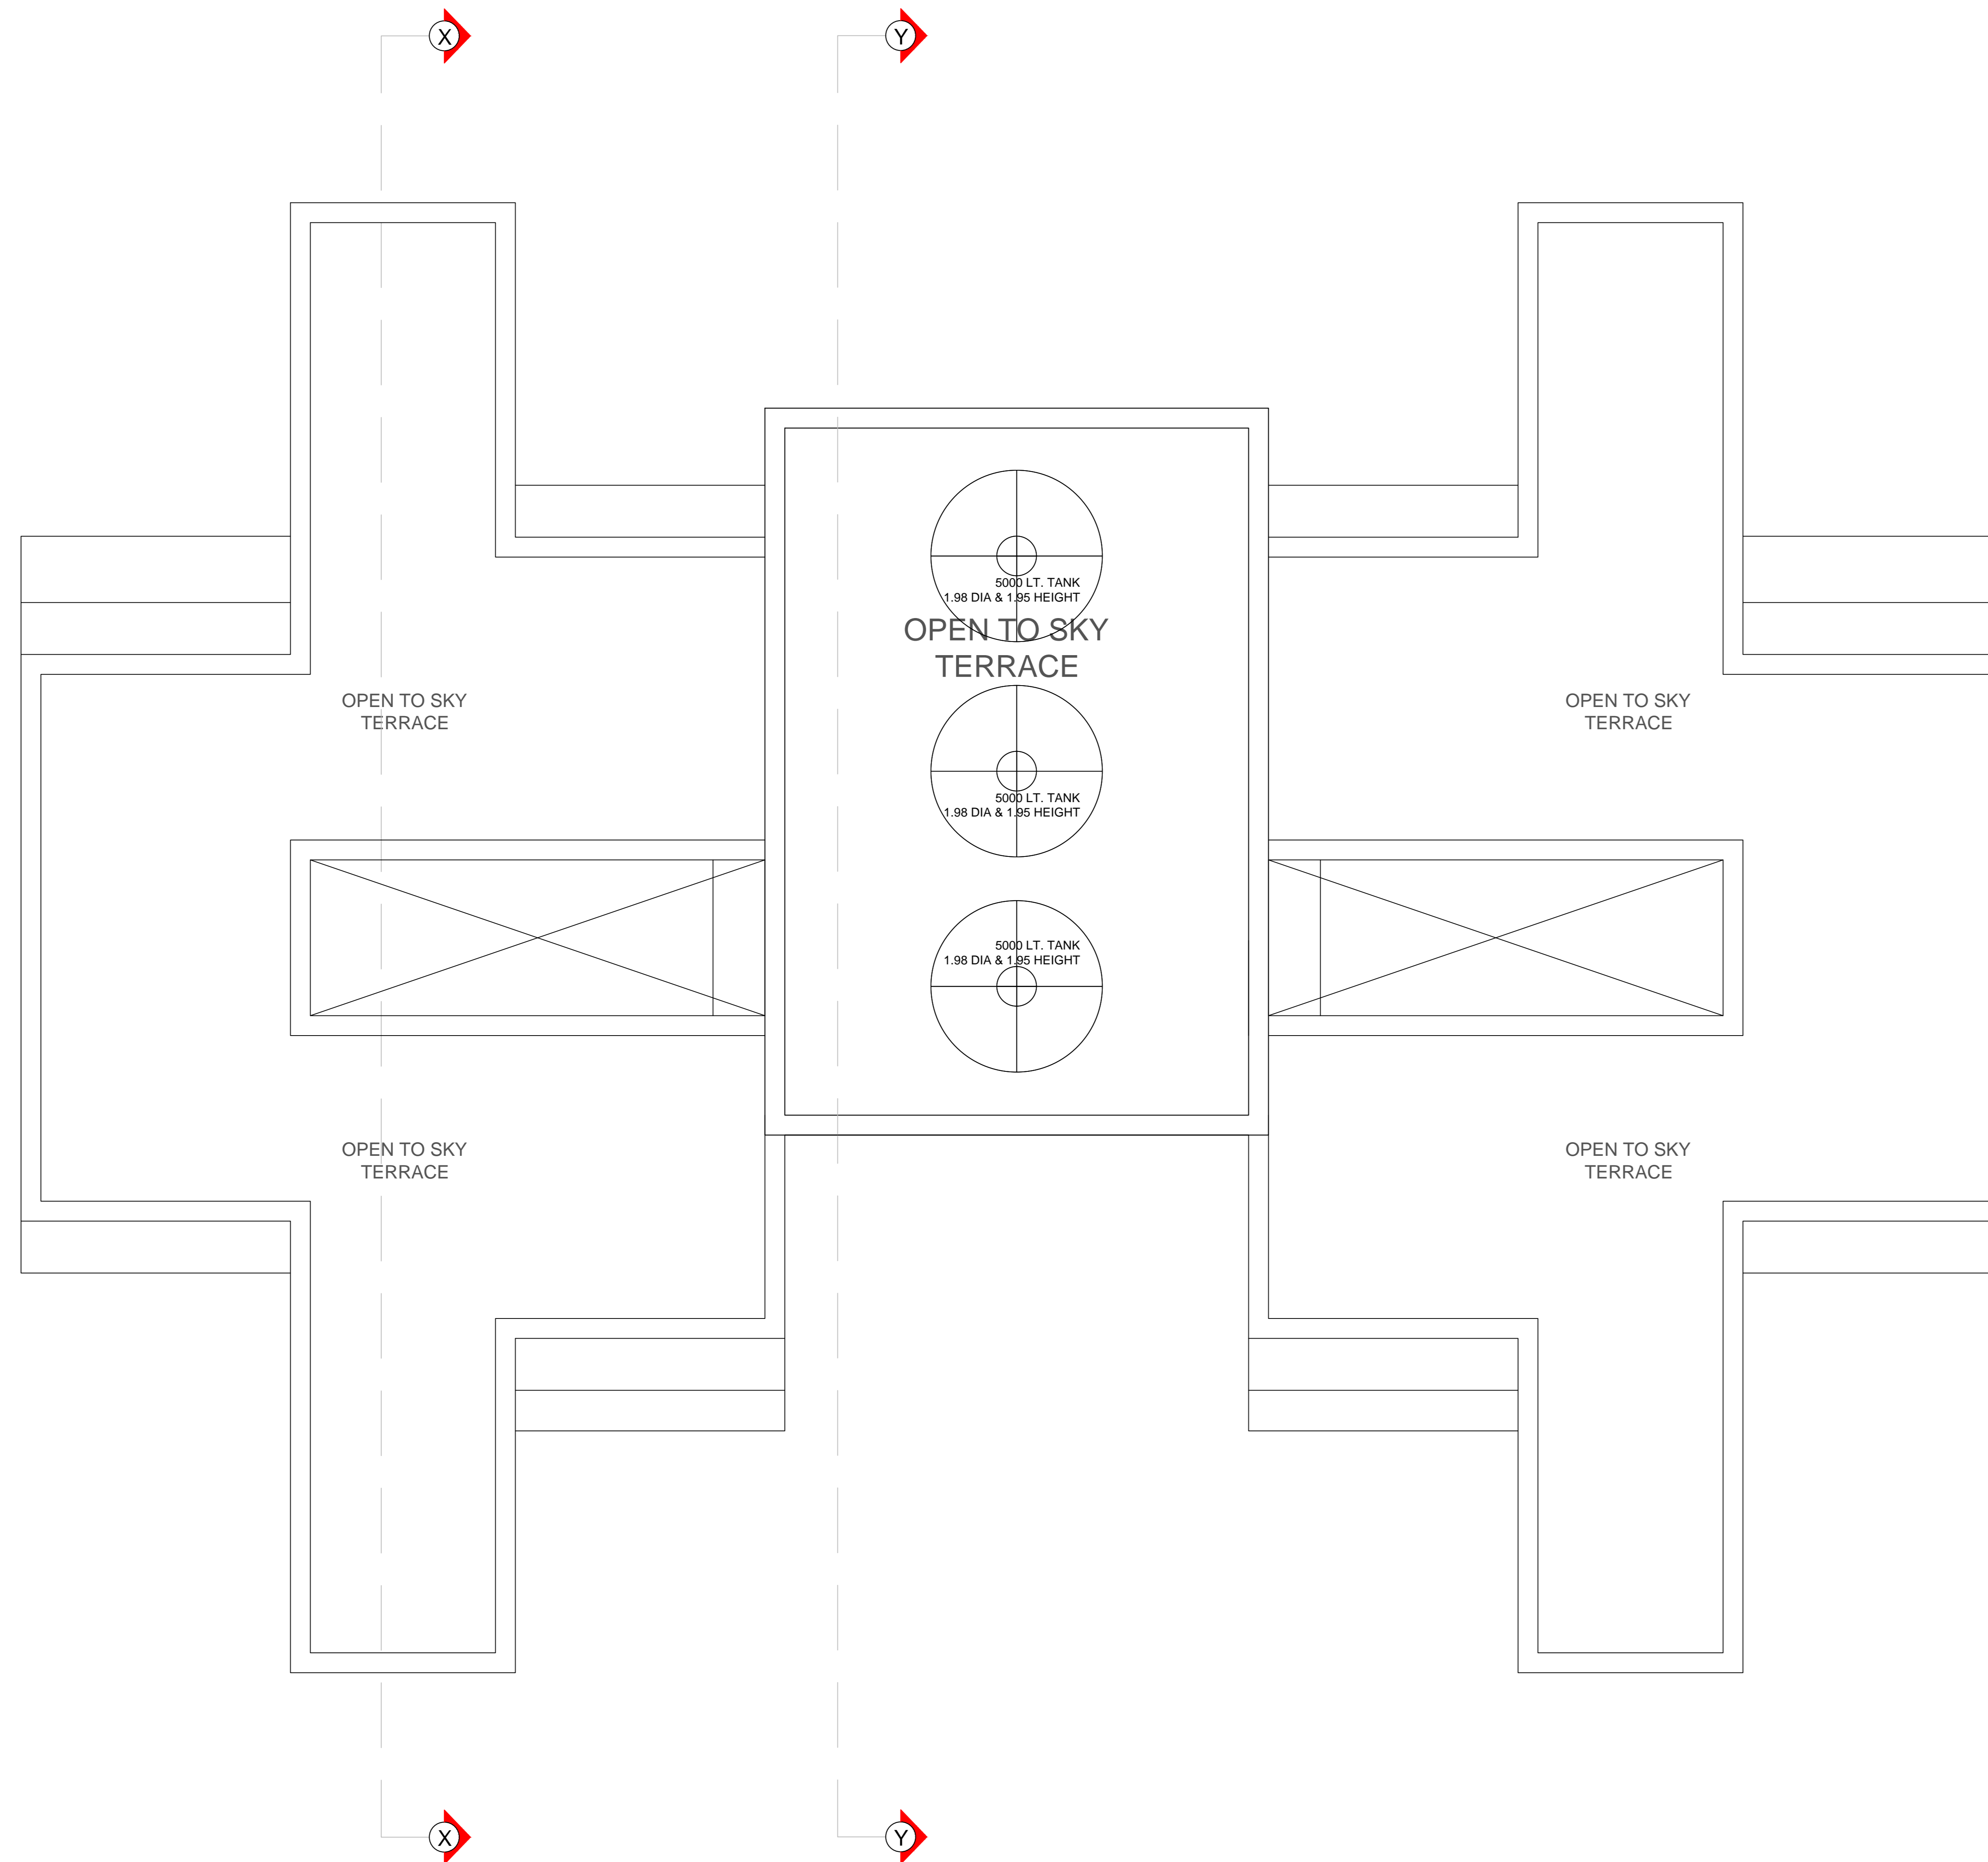 X
Y
5000 LT. TANK
1.98 DIA & 1.95 HEIGHT
OPEN TO SKY
TERRACE
OPEN TO SKY
TERRACE
OPEN TO SKY
TERRACE
5000 LT. TANK
1.98 DIA & 1.95 HEIGHT
5000 LT. TANK
1.98 DIA & 1.95 HEIGHT
OPEN TO SKY
TERRACE
OPEN TO SKY
TERRACE
X
Y